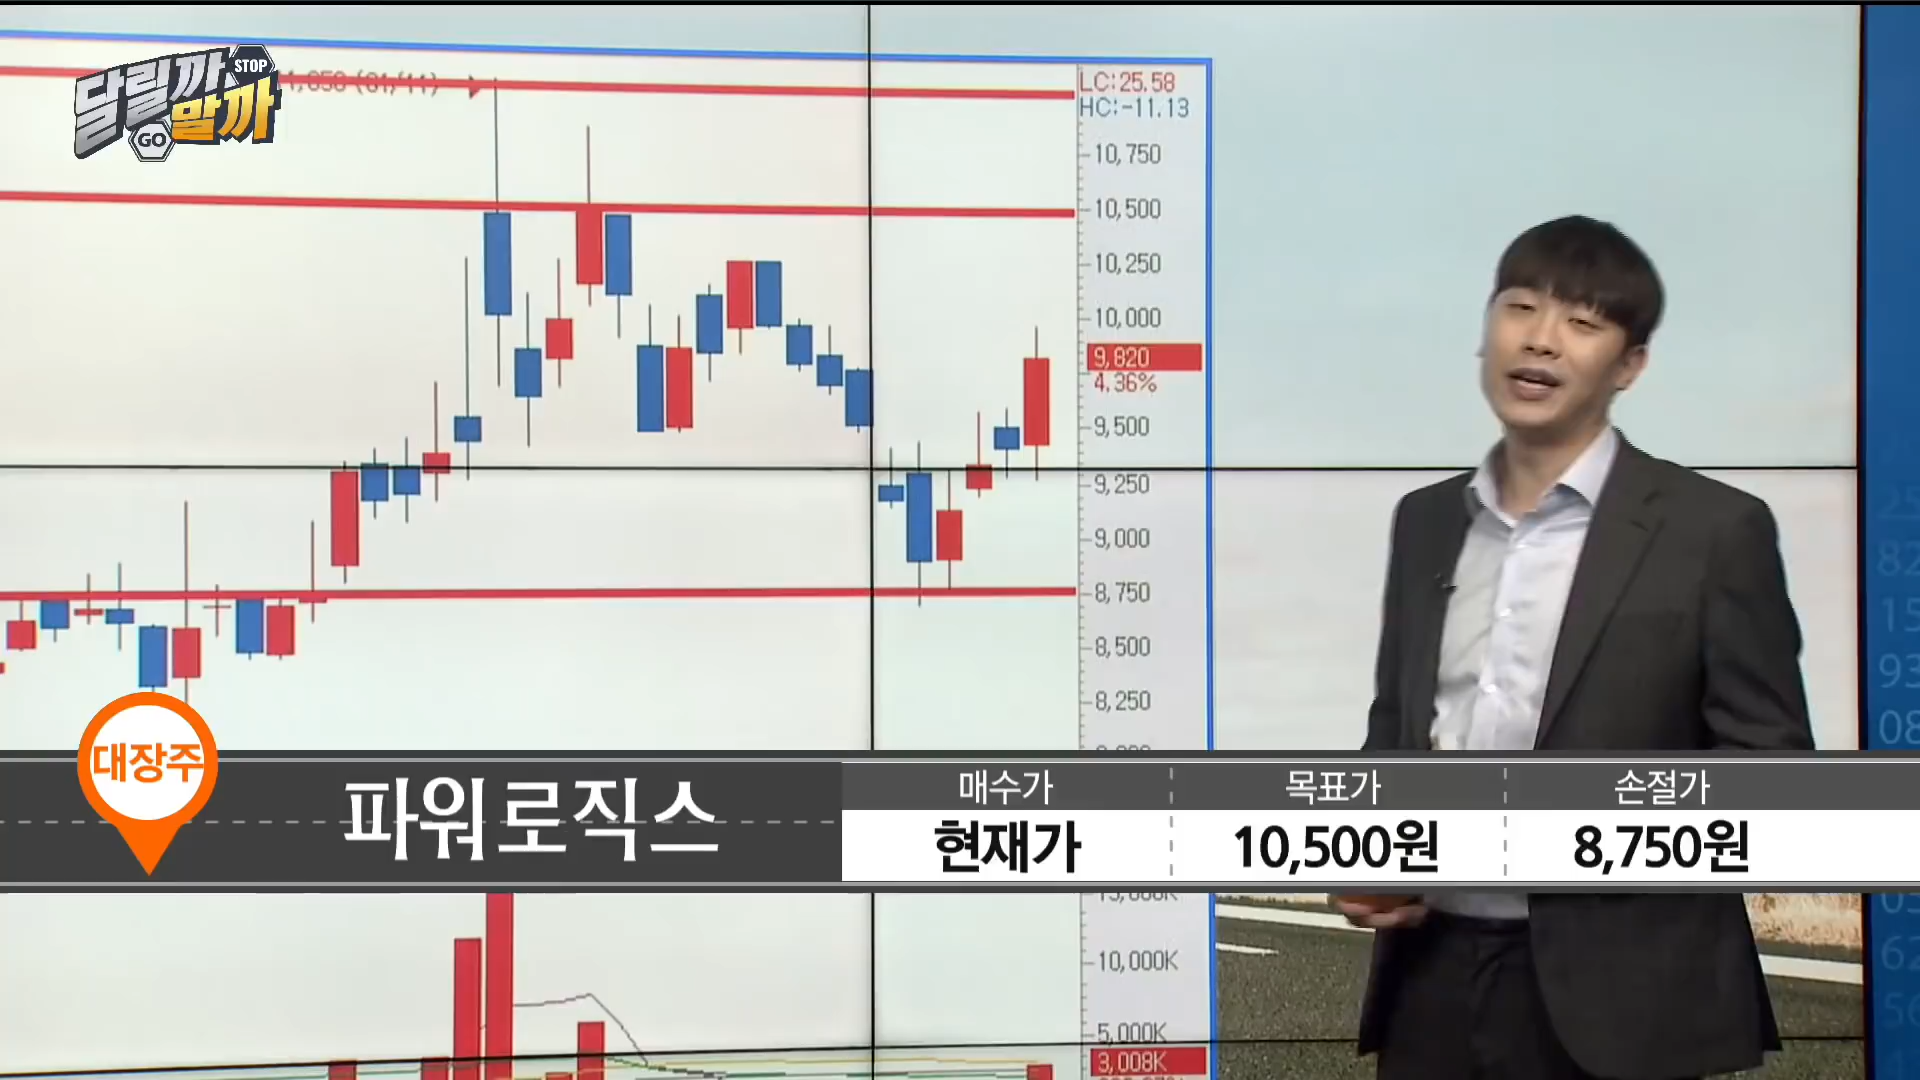 달릴까
STOP
GO
말까
LC:25.58
HC:-11.13
10,750
10,500
10,250
10,000
9,820
4.36%
9,500
9,250
9,000
8,750
8,500
8,250
대장주
파워로직스
매수가
목표가
손절가
현재가
10,500원
8,750원
10,000K
5,000K
3,008K